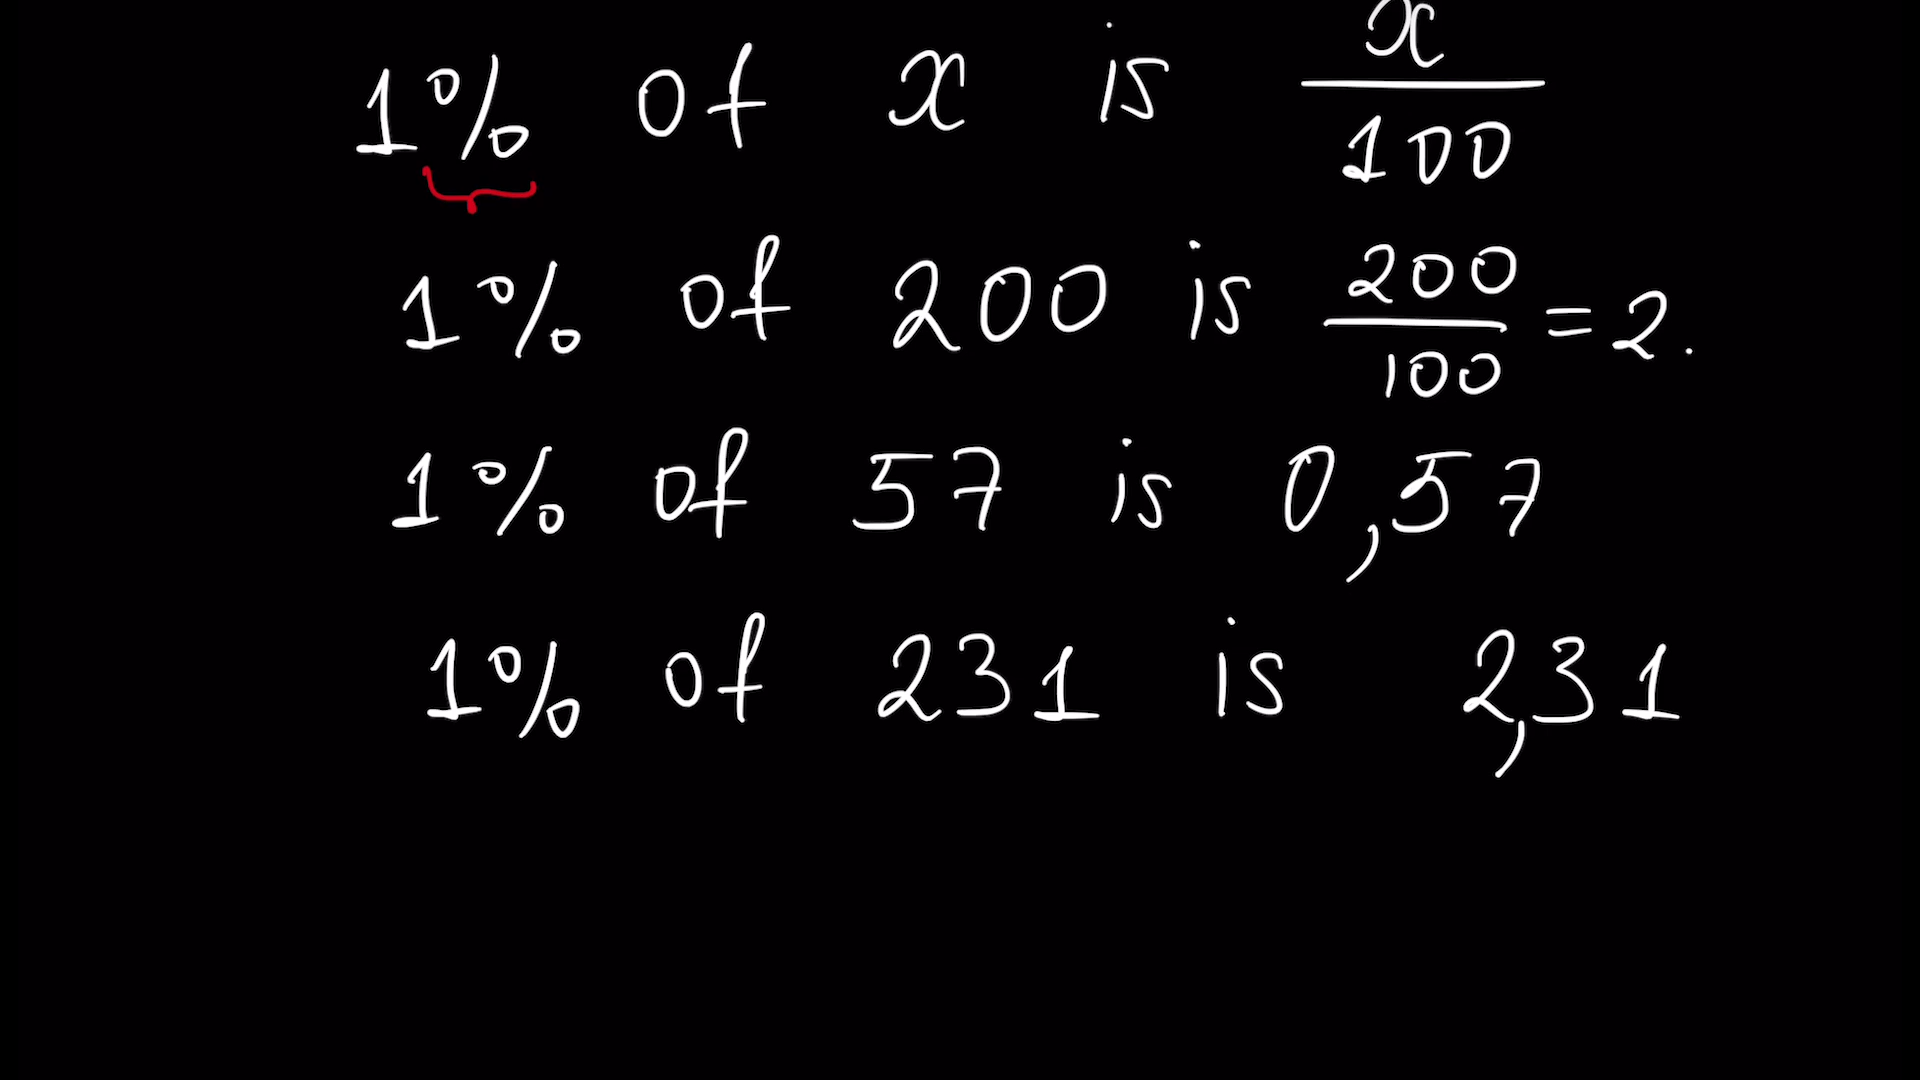 1% of x is x/100
1% of 200 is 200/100 = 2.
1% of 57 is 0,57
1% of 231 is 2,31